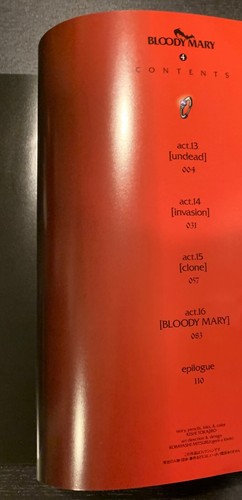 BLOODY MARY
4
CONTENTS
act.13
[undead]
004
act.14
[invasion]
031
act.15
[clone]
057
act.16
[BLOODY MARY]
083
epilogue
110